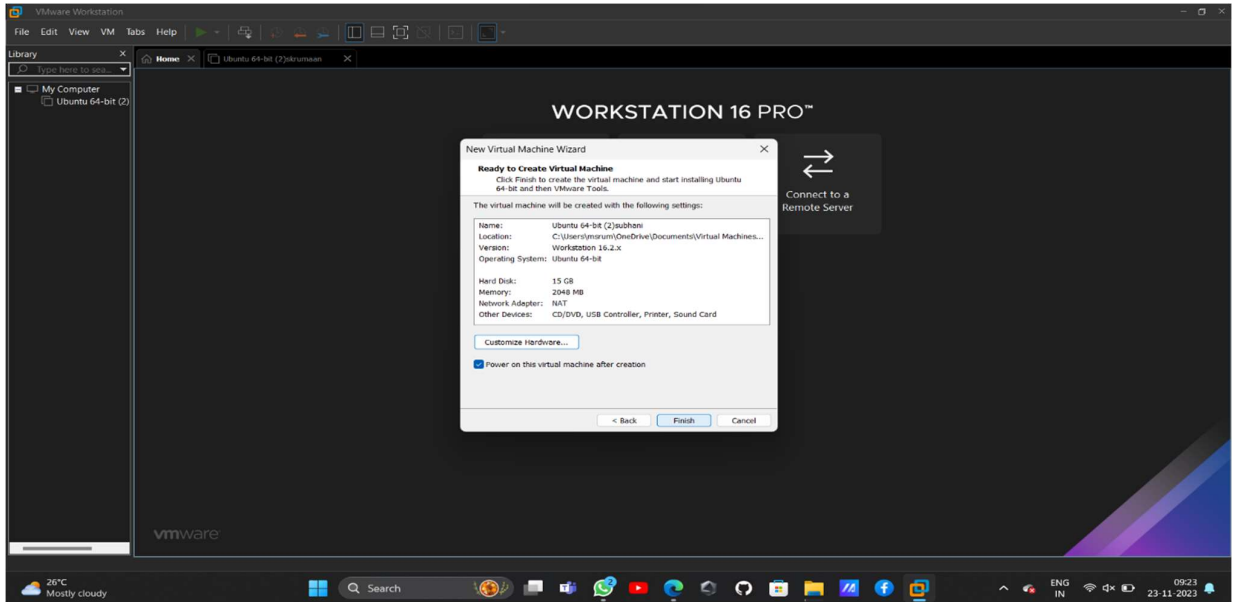 VMware Workstation
File Edit View VM Tabs Help
Library
Type here to sea...
My Computer
Ubuntu 64-bit (2)
Home
Ubuntu 64-bit (2)skrumaan
WORKSTATION 16 PRO™
Connect to a
Remote Server
New Virtual Machine Wizard
Ready to Create Virtual Machine
Click Finish to create the virtual machine and start installing Ubuntu
64-bit and then VMware Tools.
The virtual machine will be created with the following settings:
Name: Ubuntu 64-bit (2)subhani
Location: C:\Users\msrum\OneDrive\Documents\Virtual Machines...
Version: Workstation 16.2.x
Operating System: Ubuntu 64-bit
Hard Disk: 15 GB
Memory: 2048 MB
Network Adapter: NAT
Other Devices: CD/DVD, USB Controller, Printer, Sound Card
Customize Hardware...
Power on this virtual machine after creation
< Back Finish Cancel
vmware
26°C
Mostly cloudy
Search
2
ENG
IN
09:23
23-11-2023